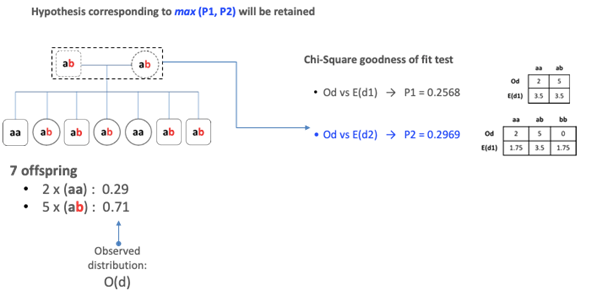 Hypothesis corresponding to max (P1, P2) will be retained
ab
ab
Chi-Square goodness of fit test
• Od vs E(d1) → P1 = 0.2568
aa ab
Od 2 5
E(d1) 3.5 3.5
• Od vs E(d2) → P2 = 0.2969
aa ab bb
Od 2 5 0
E(d1) 1.75 3.5 1.75
aa ab ab ab aa ab ab
7 offspring
• 2 x (aa) : 0.29
• 5 x (ab) : 0.71
Observed
distribution:
O(d)